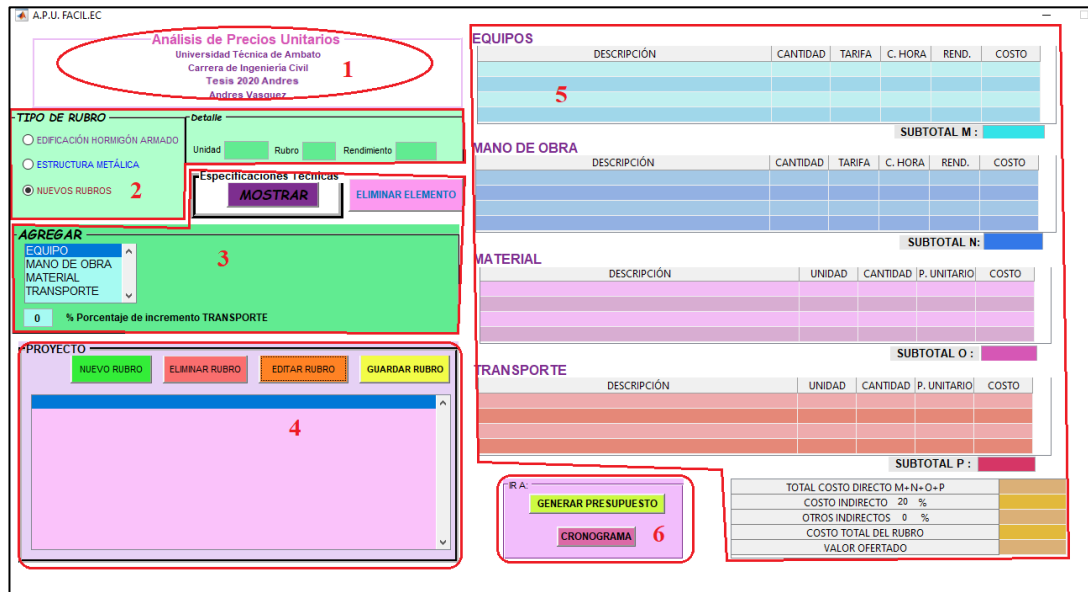 A.P.U. FACIL.EC
Análisis de Precios Unitarios
Universidad Técnica de Ambato
Carrera de Ingeniería Civil
Tesis 2020 Andres
Andres Vasquez
1
TIPO DE RUBRO
EDIFICACIÓN HORMIGÓN ARMADO
ESTRUCTURA METÁLICA
NUEVOS RUBROS
2
Detalle
Unidad Rubro Rendimiento
Especificaciones Técnicas
MOSTRAR
ELIMINAR ELEMENTO
AGREGAR
EQUIPO
MANO DE OBRA
MATERIAL
TRANSPORTE
3
0 % Porcentaje de incremento TRANSPORTE
PROYECTO
NUEVO RUBRO ELIMINAR RUBRO EDITAR RUBRO GUARDAR RUBRO
4
EQUIPOS
DESCRIPCIÓN CANTIDAD TARIFA C. HORA REND. COSTO
5
SUBTOTAL M :
MANO DE OBRA
DESCRIPCIÓN CANTIDAD TARIFA C. HORA REND. COSTO
SUBTOTAL N:
MATERIAL
DESCRIPCIÓN UNIDAD CANTIDAD P. UNITARIO COSTO
SUBTOTAL O :
TRANSPORTE
DESCRIPCIÓN UNIDAD CANTIDAD P. UNITARIO COSTO
SUBTOTAL P :
IR A:
GENERAR PRESUPUESTO
CRONOGRAMA
6
TOTAL COSTO DIRECTO M+N+O+P
COSTO INDIRECTO 20 %
OTROS INDIRECTOS 0 %
COSTO TOTAL DEL RUBRO
VALOR OFERTADO